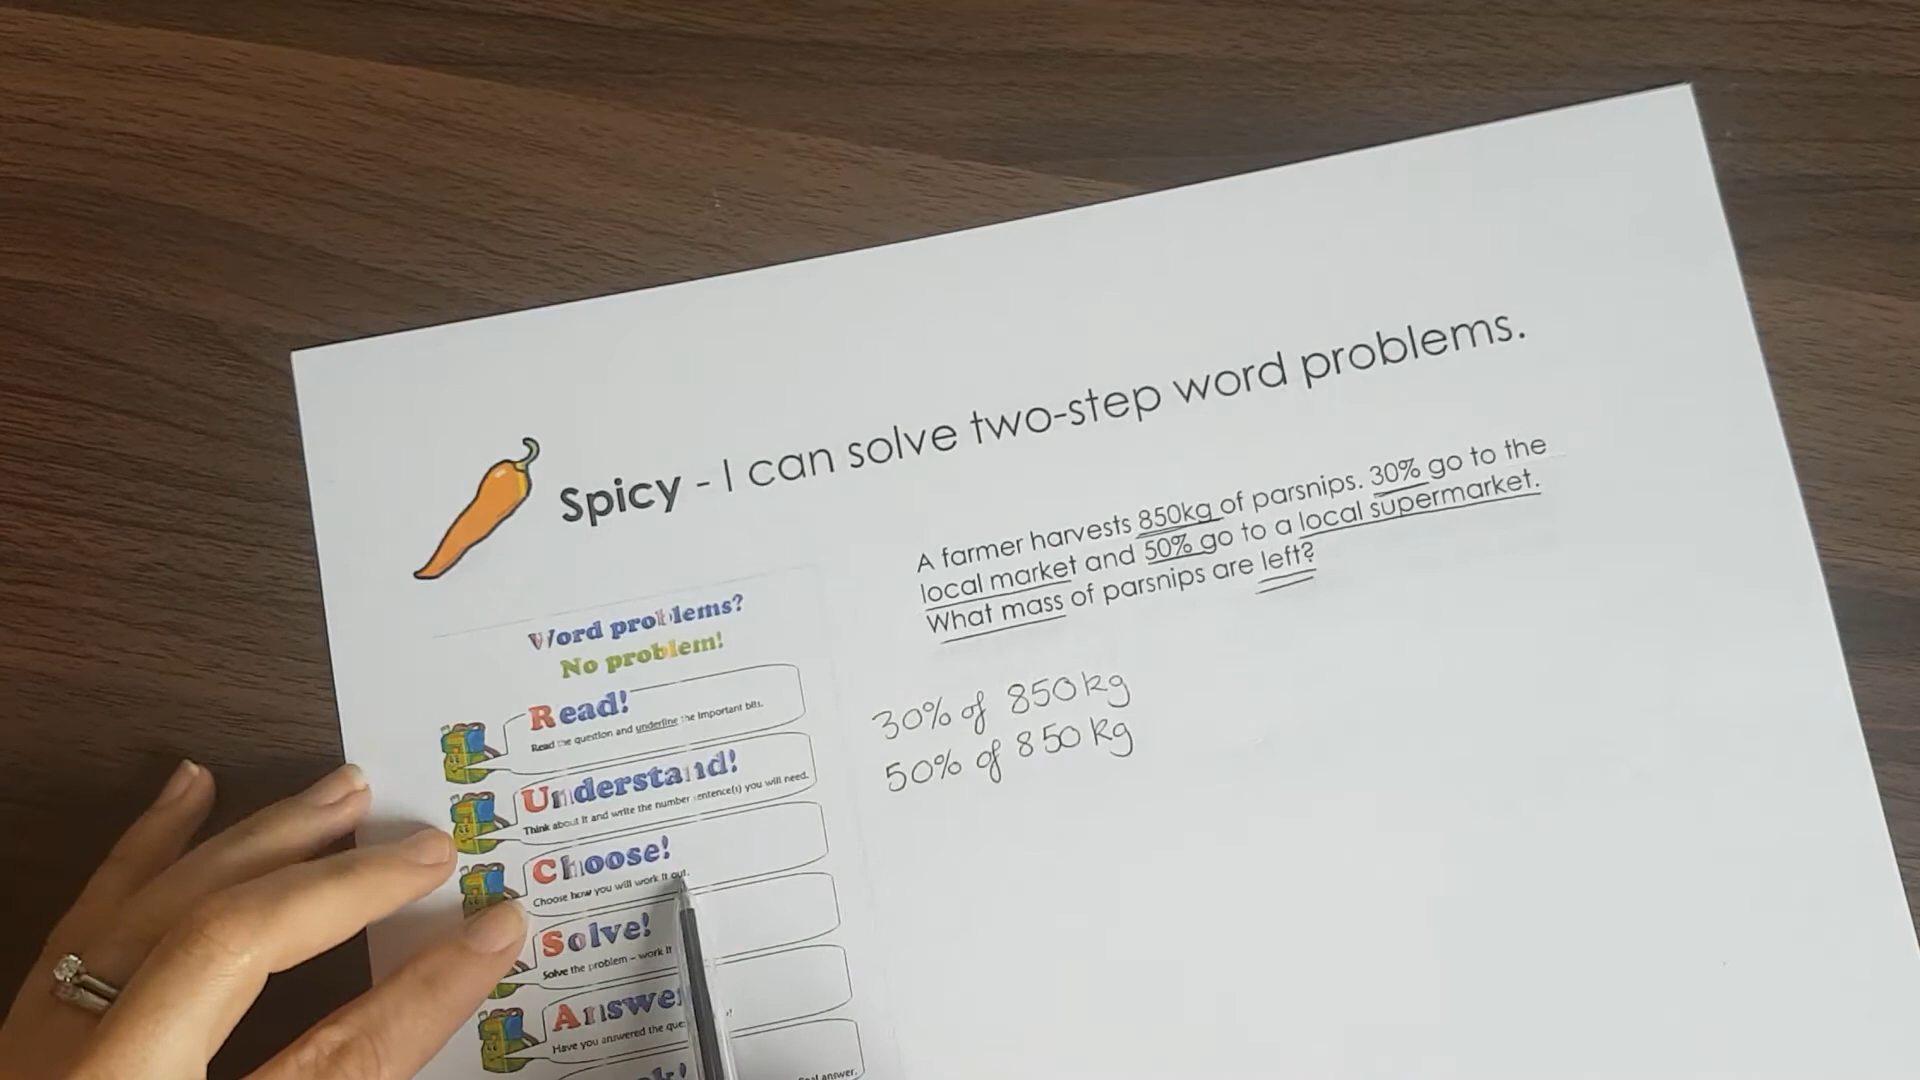 Spicy - I can solve two-step word problems.
A farmer harvests 850kg of parsnips. 30% go to the
local market and 50% go to a local supermarket.
What mass of parsnips are left?
Word problems?
No problem!
Read!
Read the question and underline the important bits.
Understand!
Think about it and write the number sentence(s) you will need.
Choose!
Choose how you will work it out.
Solve!
Solve the problem – work it
Answer
Have you answered the
answer.
30% of 850kg
50% of 850kg